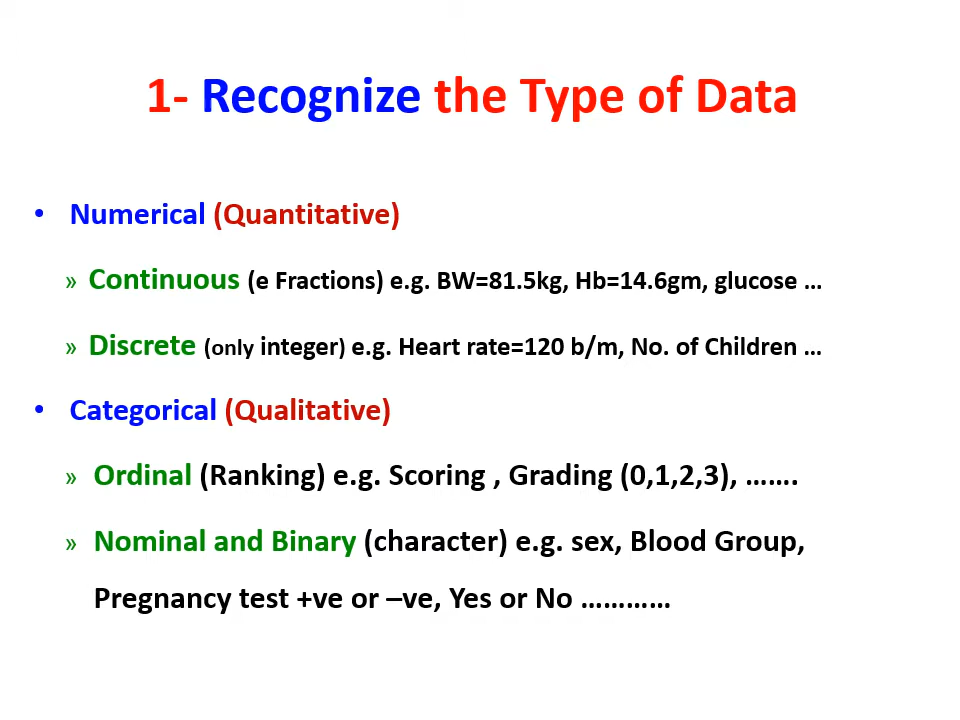 1- Recognize the Type of Data
• Numerical (Quantitative)
» Continuous (e Fractions) e.g. BW=81.5kg, Hb=14.6gm, glucose …
» Discrete (only integer) e.g. Heart rate=120 b/m, No. of Children …
• Categorical (Qualitative)
» Ordinal (Ranking) e.g. Scoring , Grading (0,1,2,3), …….
» Nominal and Binary (character) e.g. sex, Blood Group,
Pregnancy test +ve or –ve, Yes or No …………